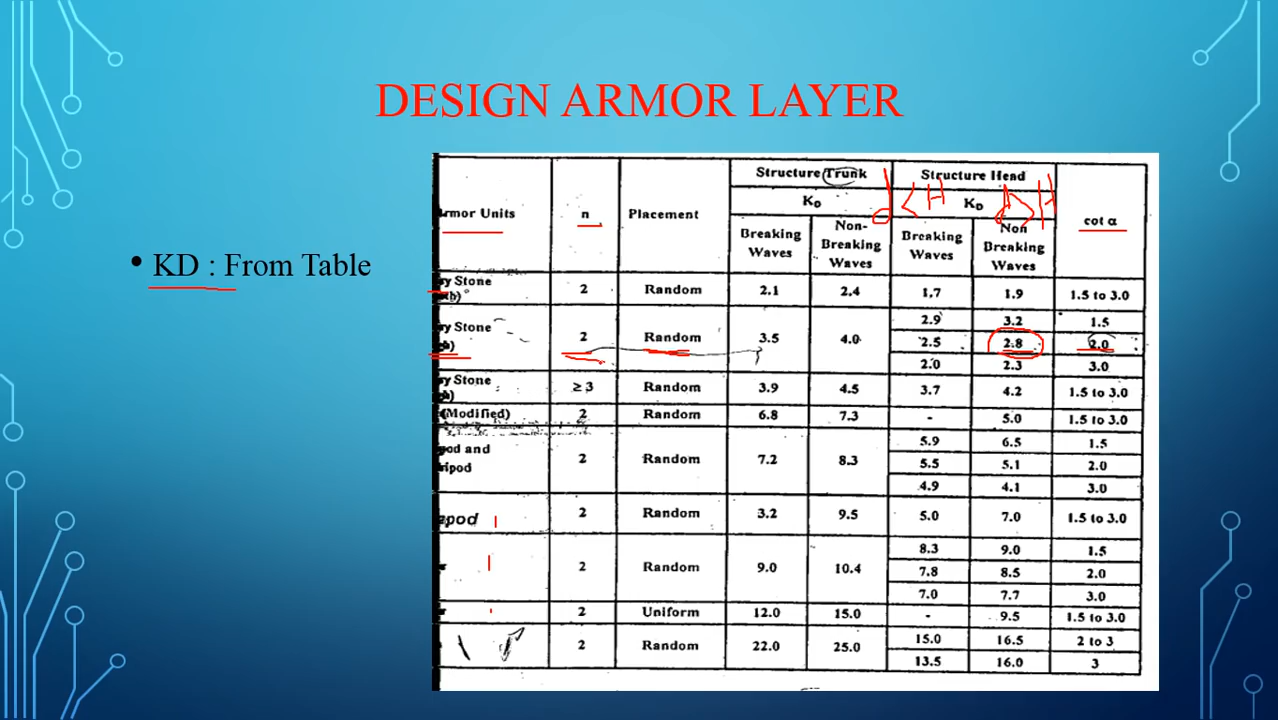 DESIGN ARMOR LAYER
• KD : From Table
Armor Units n Placement Structure Trunk Structure Head cot α
KD KD
Breaking Waves Non-Breaking Waves Breaking Waves Non Breaking Waves
d < H d > H
Stone 2 Random 2.1 2.4 1.7 1.9 1.5 to 3.0
Stone 2 Random 3.5 4.0 2.9 3.2 1.5
2.5 2.8 2.0
2.0 2.3 3.0
Stone ≥ 3 Random 3.9 4.5 3.7 4.2 1.5 to 3.0
(Modified) 2 Random 6.8 7.3 - 5.0 1.5 to 3.0
pod and 2 Random 7.2 8.3 5.9 6.5 1.5
ripod 5.5 5.1 2.0
4.9 4.1 3.0
pod 2 Random 3.2 9.5 5.0 7.0 1.5 to 3.0
2 Random 9.0 10.4 8.3 9.0 1.5
7.8 8.5 2.0
7.0 7.7 3.0
2 Uniform 12.0 15.0 - 9.5 1.5 to 3.0
2 Random 22.0 25.0 15.0 16.5 2 to 3
13.5 16.0 3